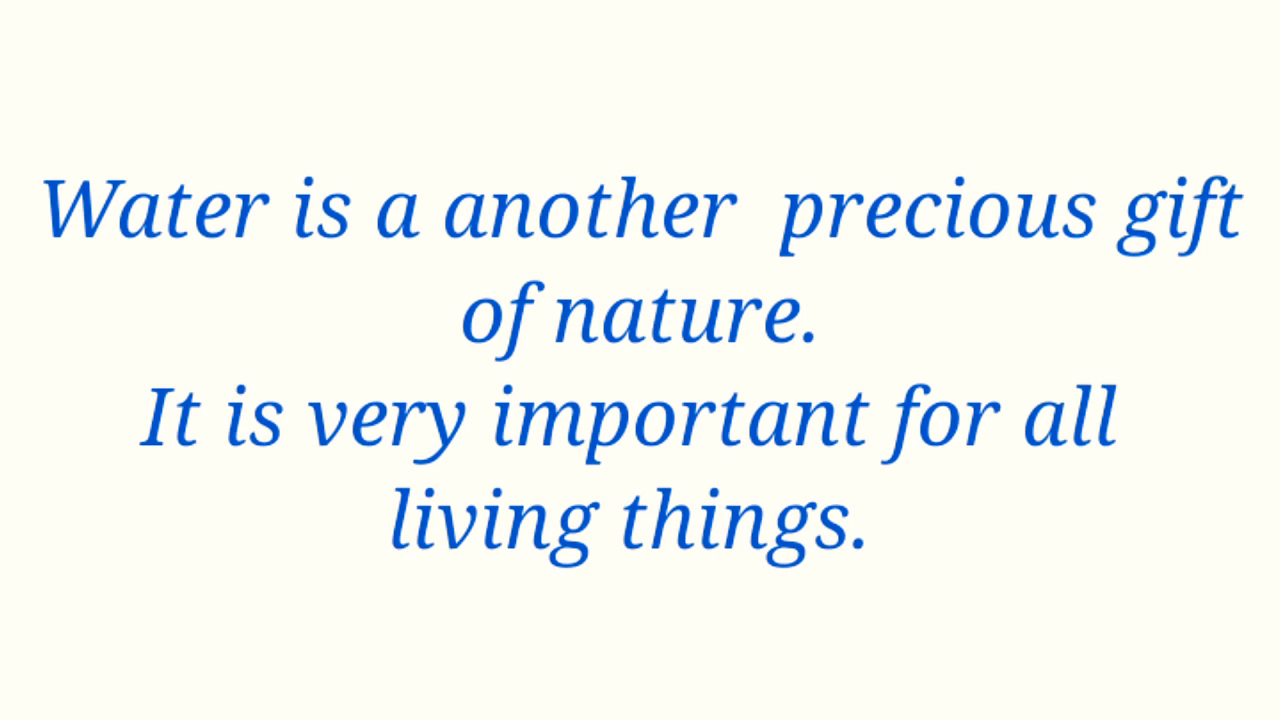 Water is a another  precious gift
of nature.
It is very important for all
living things.